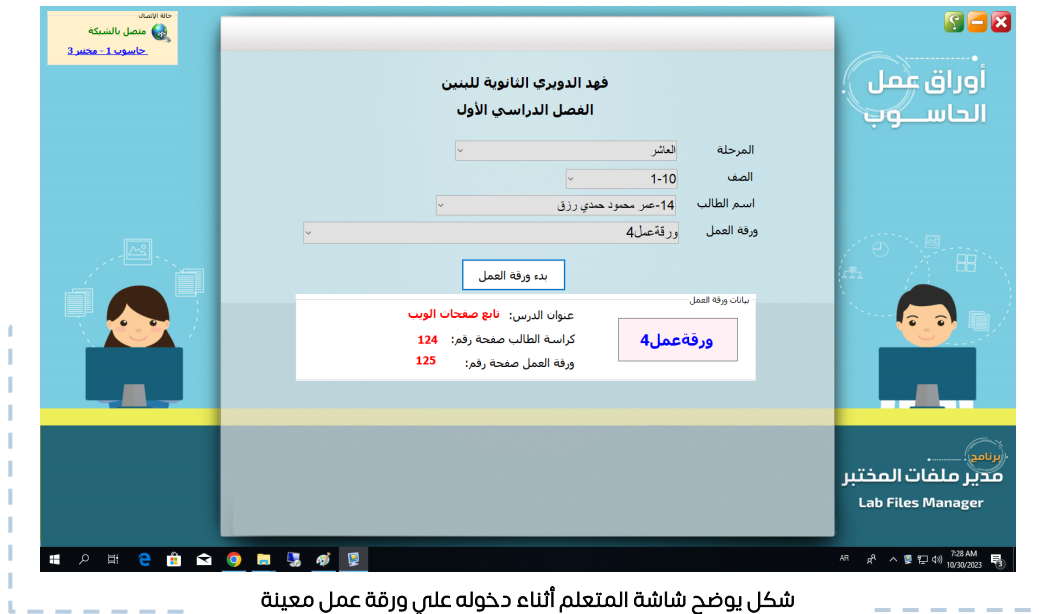 حالة الإتصال
متصل بالشبكة
حاسوب 1 - مختبر 3
أوراق عمل
الحاســـوب
فهد الدويري الثانوية للبنين
الفصل الدراسي الأول
المرحلة العاشر
الصف 10-1
اسم الطالب 14-عمر محمود حمدي رزق
ورقة العمل ورقةعمل4
بدء ورقة العمل
بيانات ورقة العمل
ورقةعمل4
عنوان الدرس: تابع صفحات الويب
كراسة الطالب صفحة رقم: 124
ورقة العمل صفحة رقم: 125
برنامج
مدير ملفات المختبر
Lab Files Manager
AR
7:28 AM
10/30/2023
3
شكل يوضح شاشة المتعلم أثناء دخوله علي ورقة عمل معينة